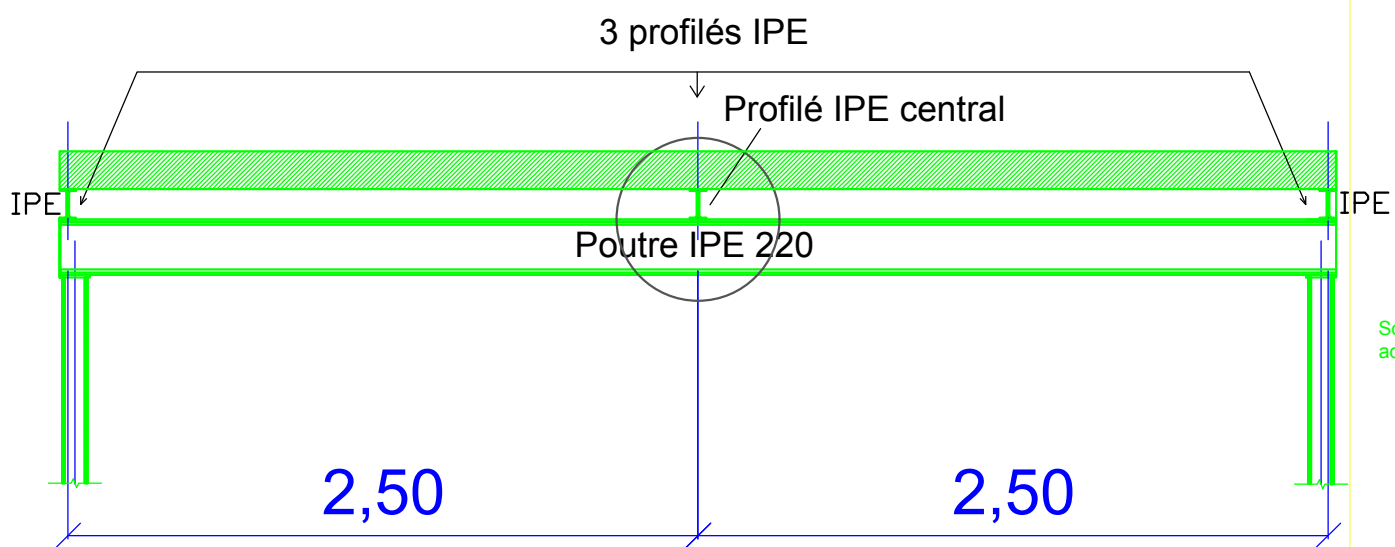 3 profilés IPE
Profilé IPE central
IPE
IPE
Poutre IPE 220
2,50
2,50